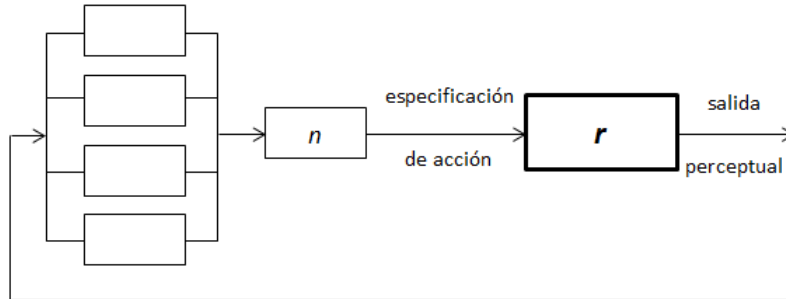 n
especificación
de acción
r
salida
perceptual